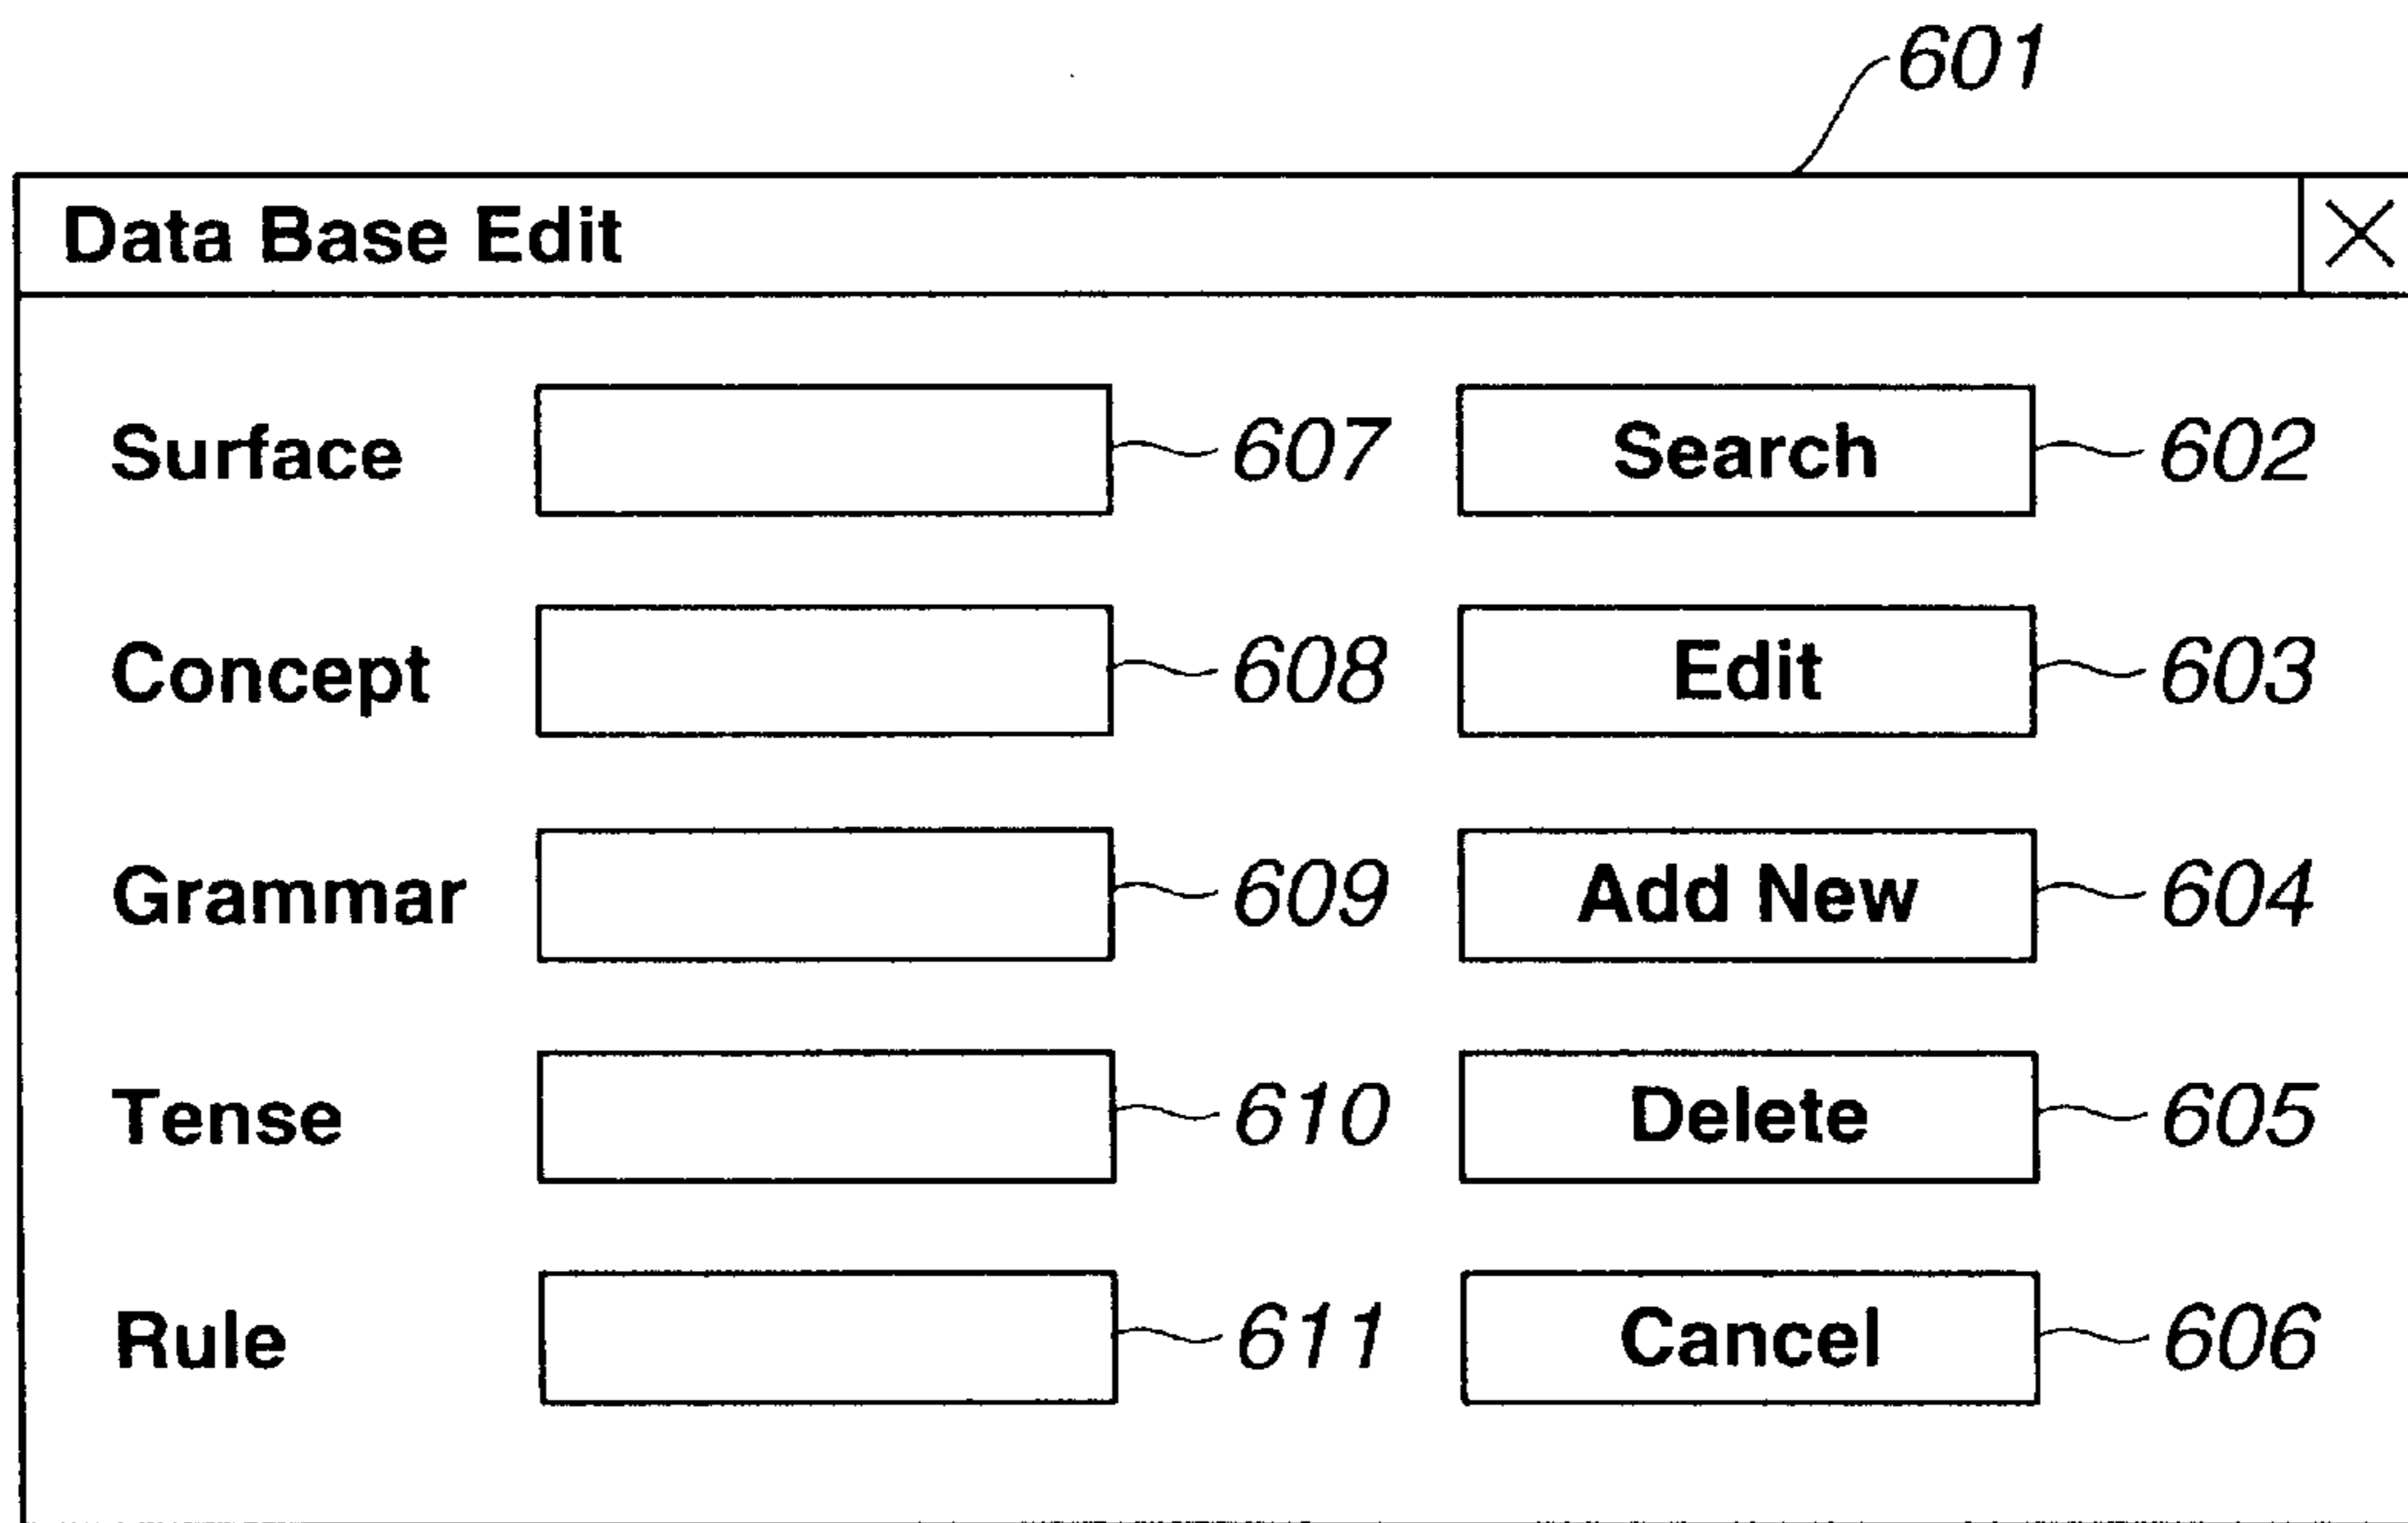 601
Data Base Edit
Surface 607 Search 602
Concept 608 Edit 603
Grammar 609 Add New 604
Tense 610 Delete 605
Rule 611 Cancel 606